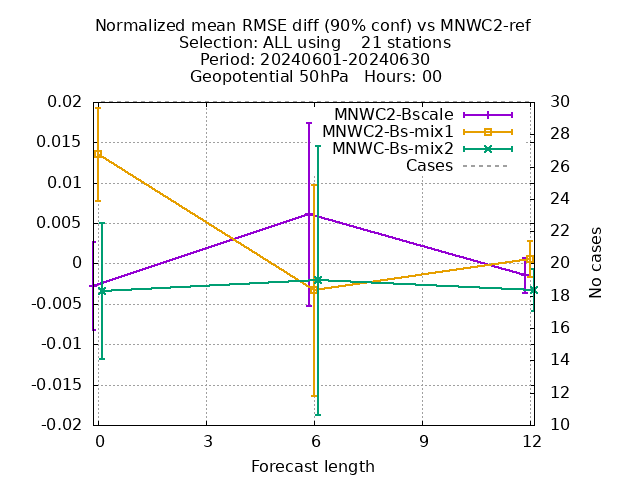 Normalized mean RMSE diff (90% conf) vs MNWC2-ref
Selection: ALL using    21 stations
Period: 20240601-20240630
Geopotential 50hPa   Hours: 00
MNWC2-Bscale
MNWC2-Bs-mix1
MNWC-Bs-mix2
Cases
0.02
0.015
0.01
0.005
0
-0.005
-0.01
-0.015
-0.02
30
28
26
24
22
20
18
16
14
12
10
No cases
0
3
6
9
12
Forecast length